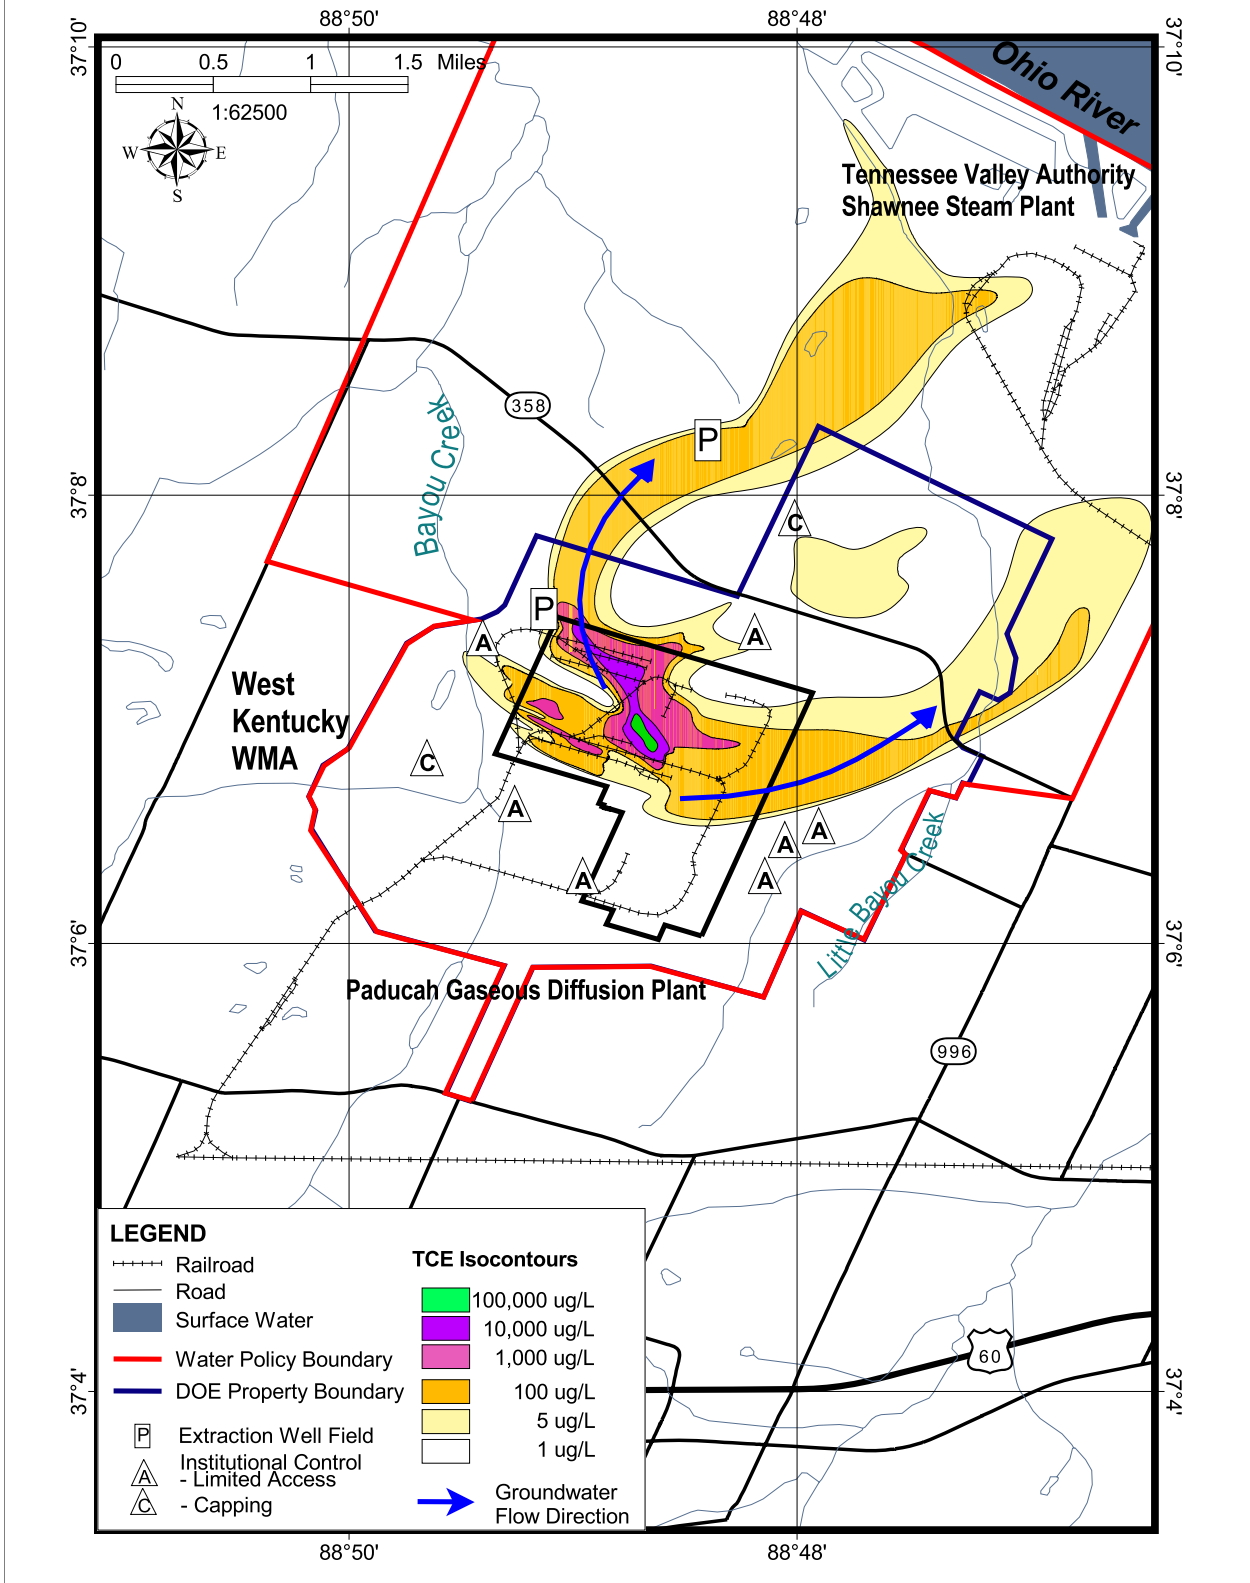 88°50'
88°48'
37°10'
37°10'
0 0.5 1 1.5 Miles
1:62500
N
W E
S
Ohio River
Tennessee Valley Authority
Shawnee Steam Plant
358
Bayou Creek
P
37°8'
37°8'
C
P
A
A
West
Kentucky
WMA
C
A
A
A
A
A
Little Bayou Creek
37°6'
37°6'
Paducah Gaseous Diffusion Plant
996
LEGEND
Railroad
Road
Surface Water
Water Policy Boundary
DOE Property Boundary
P Extraction Well Field
Institutional Control
A - Limited Access
C - Capping
TCE Isocontours
100,000 ug/L
10,000 ug/L
1,000 ug/L
100 ug/L
5 ug/L
1 ug/L
Groundwater
Flow Direction
60
37°4'
37°4'
88°50'
88°48'